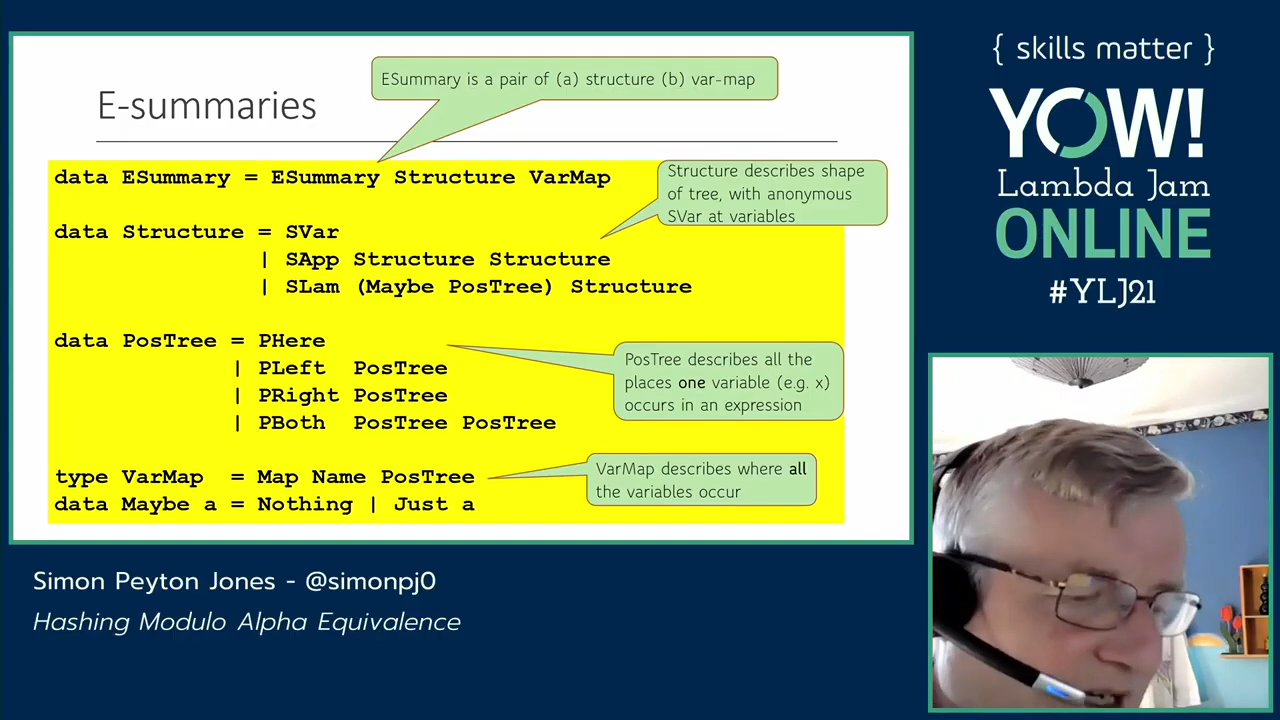 ESummary is a pair of (a) structure (b) var-map
E-summaries
data ESummary = ESummary Structure VarMap
Structure describes shape
of tree, with anonymous
SVar at variables
data Structure = SVar
| SApp Structure Structure
| SLam (Maybe PosTree) Structure
data PosTree = PHere
| PLeft PosTree
| PRight PosTree
| PBoth PosTree PosTree
PosTree describes all the
places one variable (e.g. x)
occurs in an expression
type VarMap = Map Name PosTree
data Maybe a = Nothing | Just a
VarMap describes where all
the variables occur
{ skills matter }
YOW!
Lambda Jam
ONLINE
#YLJ21
Simon Peyton Jones - @simonpj0
Hashing Modulo Alpha Equivalence